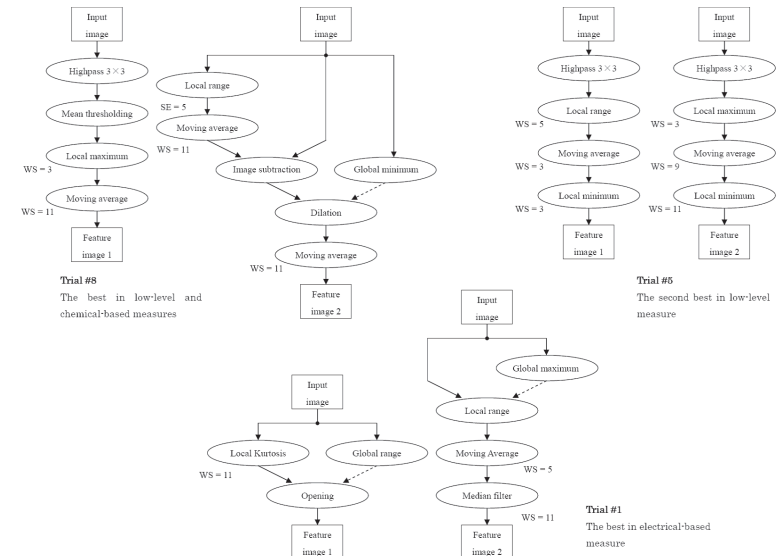 Input
image
Highpass 3×3
Mean thresholding
Local maximum
WS = 3
Moving average
WS = 11
Feature
image 1
Input
image
Local range
SE = 5
Moving average
WS = 11
Image subtraction
Global minimum
Dilation
Moving average
WS = 11
Feature
image 2
Trial #8
The best in low-level and
chemical-based measures
Input
image
Highpass 3×3
Local range
WS = 5
Moving average
WS = 3
Local minimum
WS = 3
Feature
image 1
Input
image
Highpass 3×3
Local maximum
WS = 3
Moving average
WS = 9
Local minimum
WS = 11
Feature
image 2
Trial #5
The second best in low-level
measure
Input
image
Local Kurtosis
WS = 11
Global range
Opening
Feature
image 1
Input
image
Global maximum
Local range
Moving Average
WS = 5
Median filter
WS = 11
Feature
image 2
Trial #1
The best in electrical-based
measure